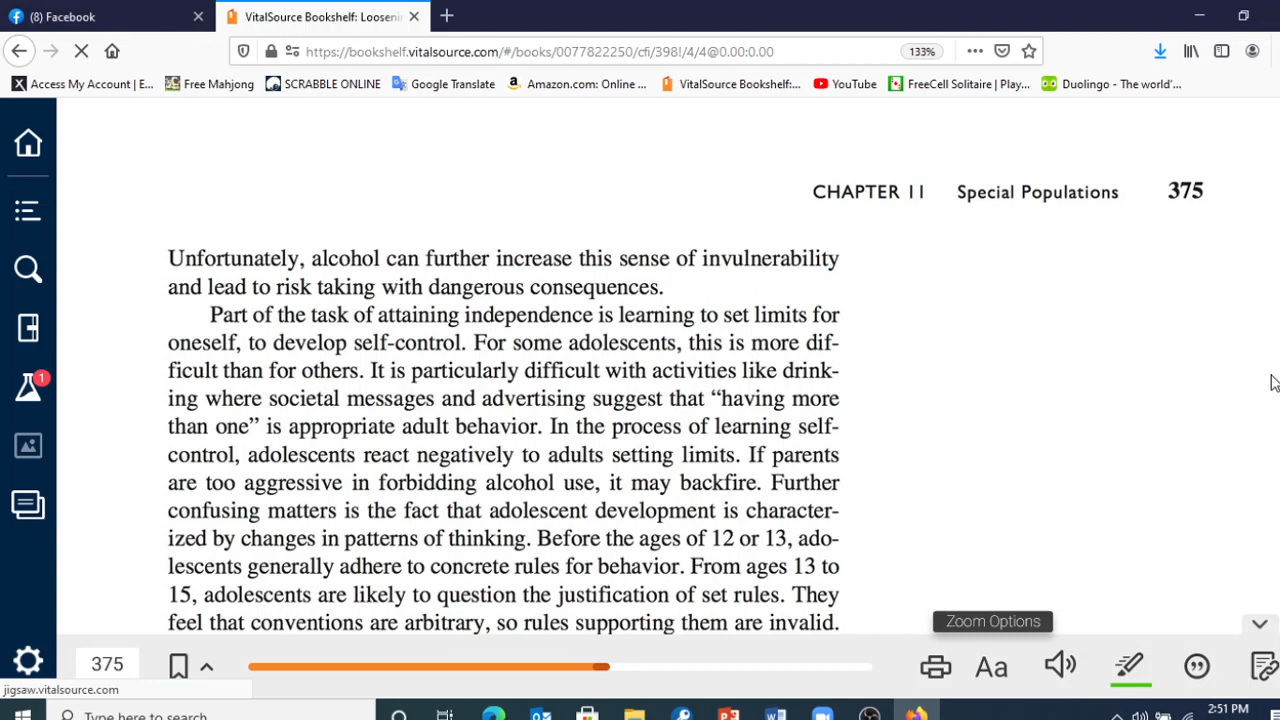 (8) Facebook
VitalSource Bookshelf: Loosenin
https://bookshelf.vitalsource.com/#/books/0077822250/cfi/398!/4/4@0.00:0.00
133%
Access My Account | E...
Free Mahjong
SCRABBLE ONLINE
Google Translate
Amazon.com: Online ...
VitalSource Bookshelf:...
YouTube
FreeCell Solitaire | Play...
Duolingo - The world'...
CHAPTER 11 Special Populations 375
Unfortunately, alcohol can further increase this sense of invulnerability
and lead to risk taking with dangerous consequences.
Part of the task of attaining independence is learning to set limits for
oneself, to develop self-control. For some adolescents, this is more dif-
ficult than for others. It is particularly difficult with activities like drink-
ing where societal messages and advertising suggest that “having more
than one” is appropriate adult behavior. In the process of learning self-
control, adolescents react negatively to adults setting limits. If parents
are too aggressive in forbidding alcohol use, it may backfire. Further
confusing matters is the fact that adolescent development is character-
ized by changes in patterns of thinking. Before the ages of 12 or 13, ado-
lescents generally adhere to concrete rules for behavior. From ages 13 to
15, adolescents are likely to question the justification of set rules. They
feel that conventions are arbitrary, so rules supporting them are invalid.
1
Zoom Options
375
Aa
jigsaw.vitalsource.com
Type here to search
2:51 PM